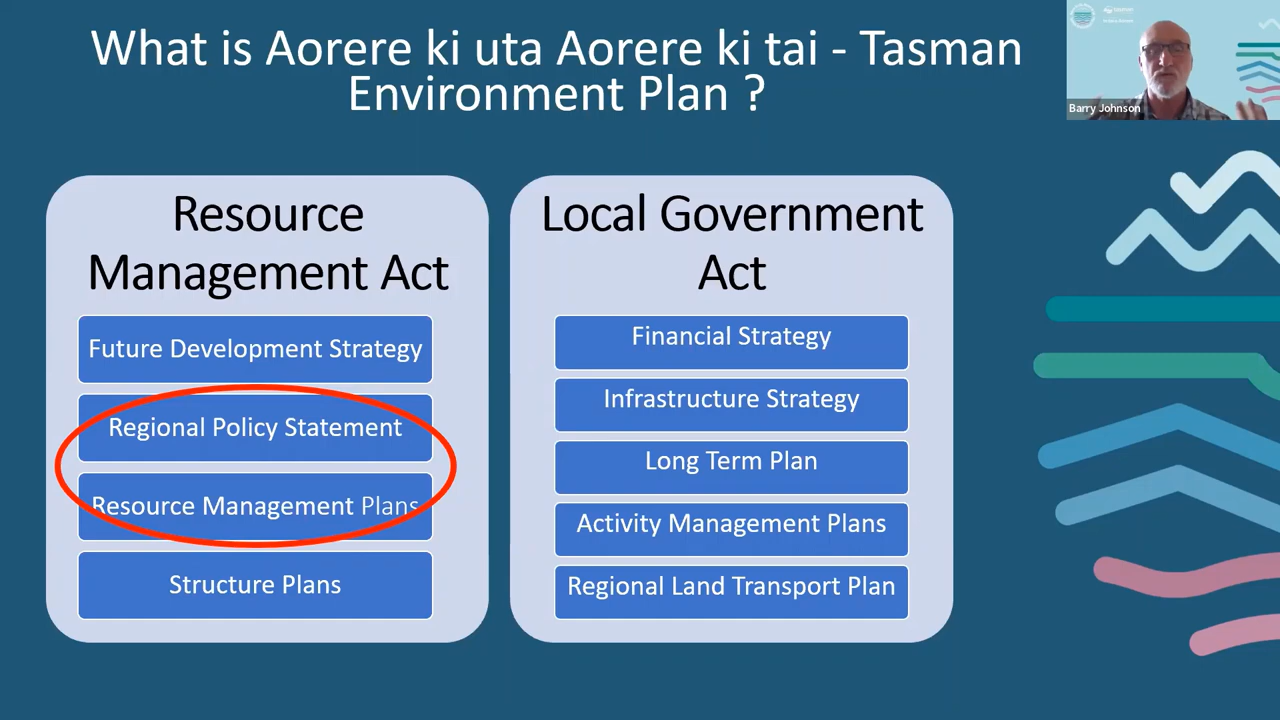 What is Aorere ki uta Aorere ki tai - Tasman
Environment Plan ?
Barry Johnson
Resource
Management Act
Future Development Strategy
Regional Policy Statement
Resource Management Plans
Structure Plans
Local Government
Act
Financial Strategy
Infrastructure Strategy
Long Term Plan
Activity Management Plans
Regional Land Transport Plan